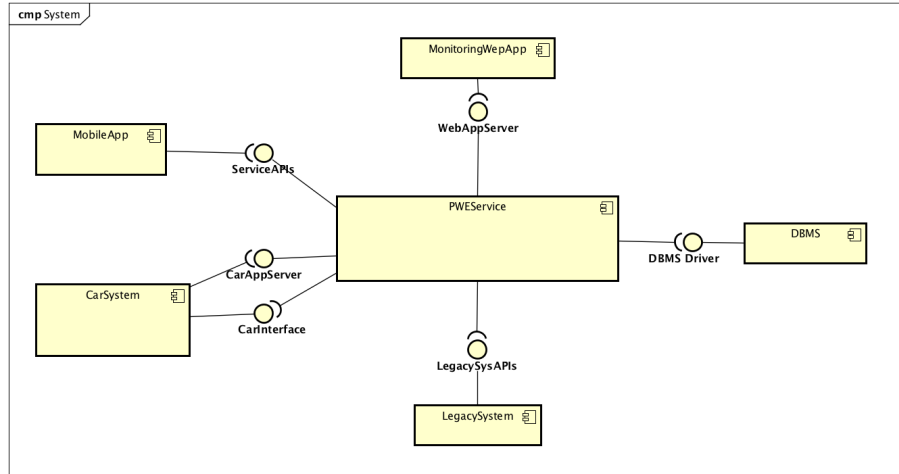 cmp System
MonitoringWepApp
WebAppServer
MobileApp
ServiceAPIs
PWEService
DBMS
DBMS Driver
CarAppServer
CarSystem
CarInterface
LegacySysAPIs
LegacySystem